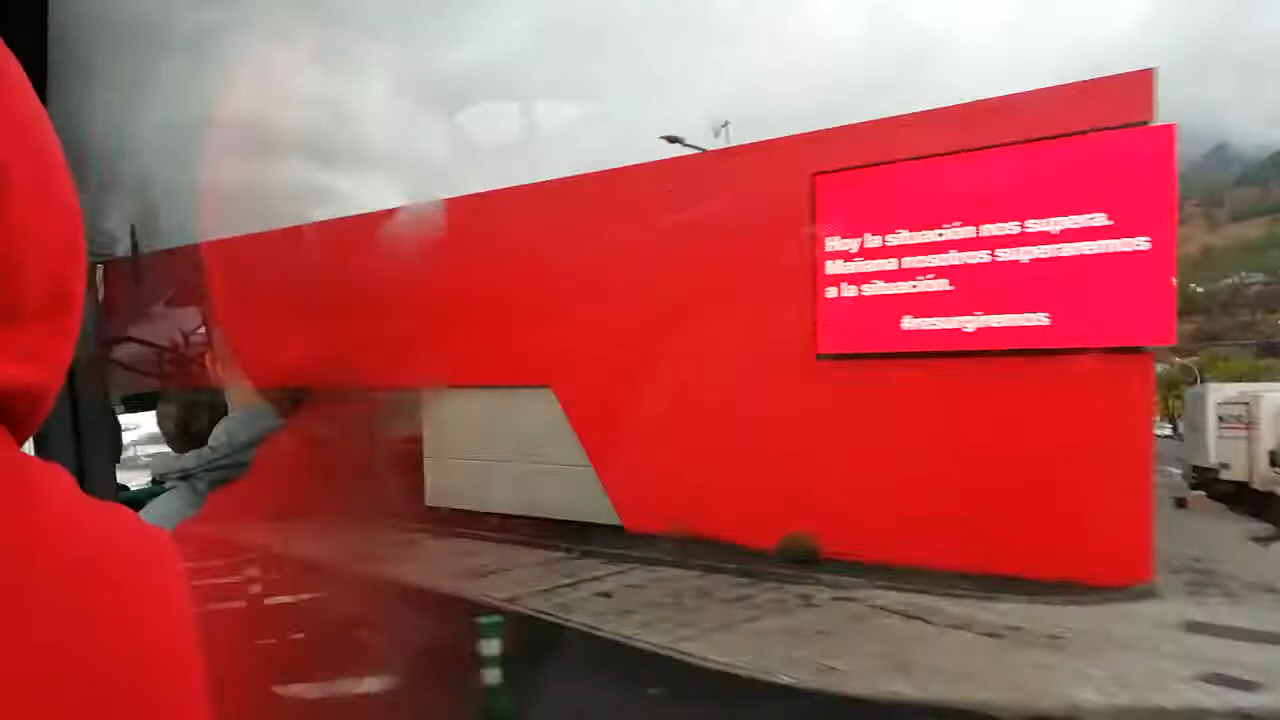 Hoy la situación nos supera.
Mañana nosotros superaremos
a la situación.
#resurgiremos